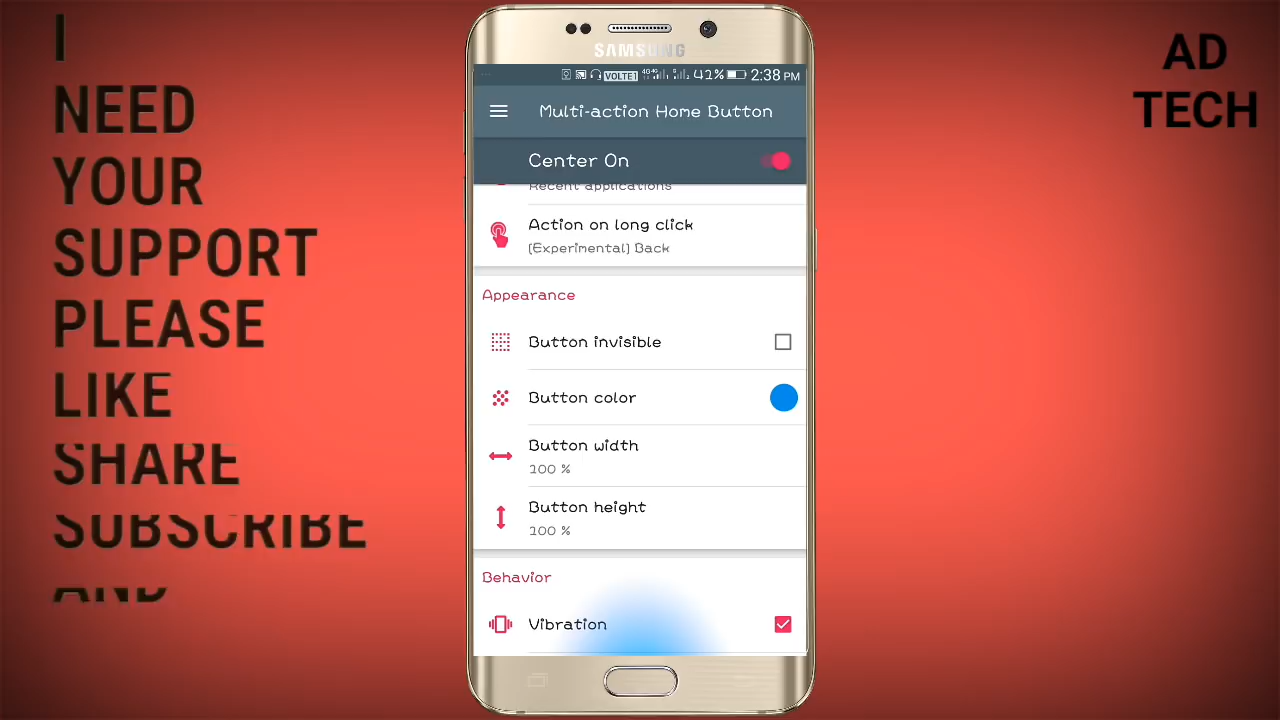 I
NEED
YOUR
SUPPORT
PLEASE
LIKE
SHARE
SUBSCRIBE
AND
AD
TECH
SAMSUNG
VOLTE1 4G+ 41% 2:38 PM
Multi-action Home Button
Center On
Recent applications
Action on long click
(Experimental) Back
Appearance
Button invisible
Button color
Button width
100 %
Button height
100 %
Behavior
Vibration